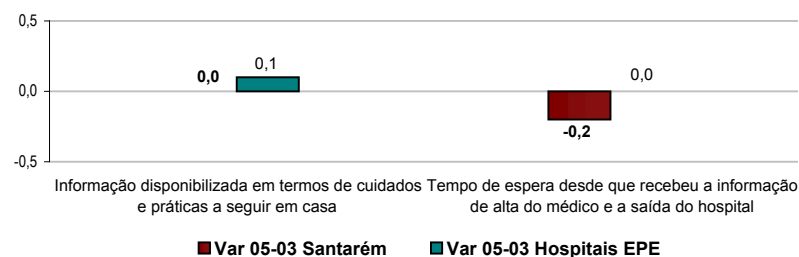 0,5
0,0
-0,5
0,0
0,1
-0,2
0,0
Informação disponibilizada em termos de cuidados
e práticas a seguir em casa
Tempo de espera desde que recebeu a informação
de alta do médico e a saída do hospital
Var 05-03 Santarém
Var 05-03 Hospitais EPE